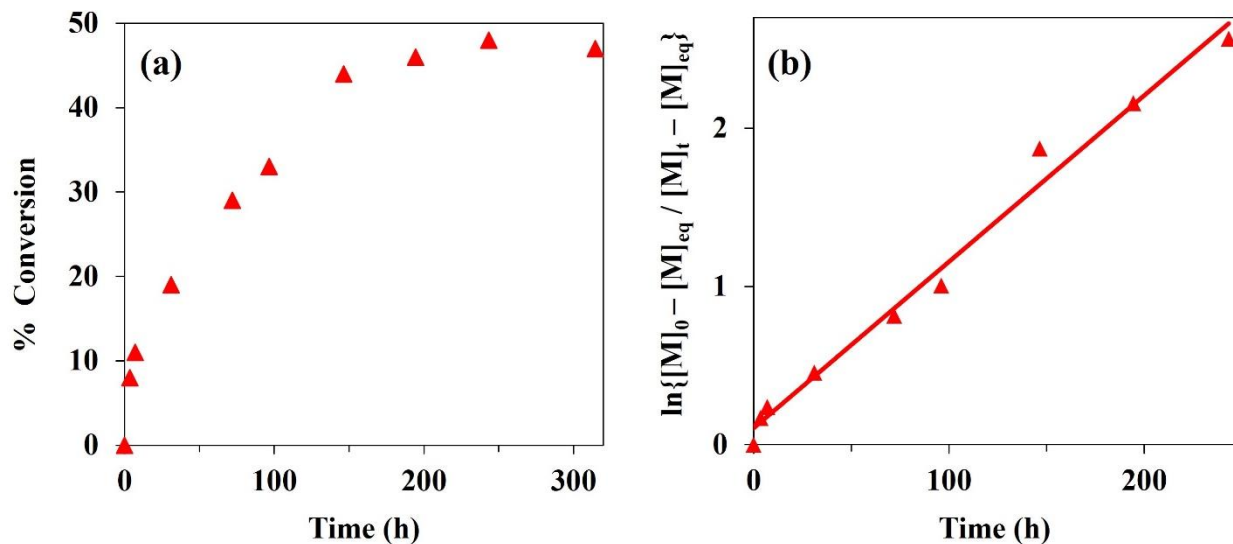 (a)
% Conversion
50
40
30
20
10
0
0 100 200 300
Time (h)
(b)
ln{[M]₀ – [M]eq / [M]t – [M]eq}
2
1
0
0 100 200
Time (h)